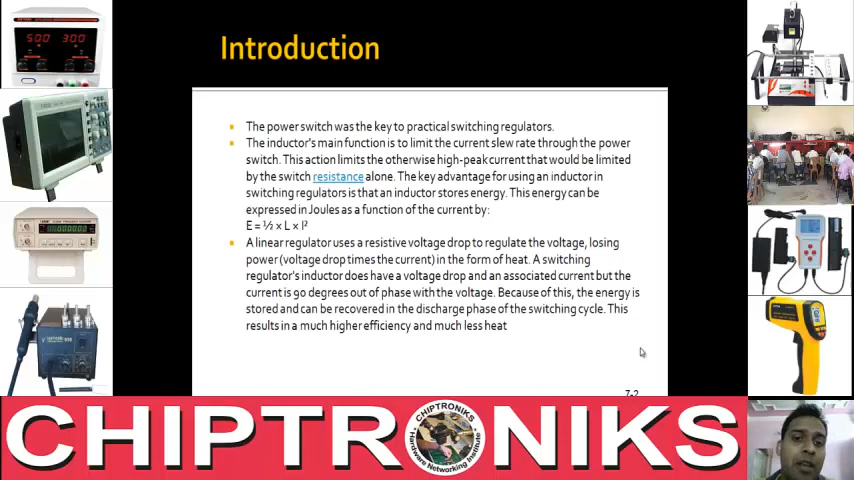 500 300
Introduction
The power switch was the key to practical switching regulators.
The inductor's main function is to limit the current slew rate through the power
switch. This action limits the otherwise high-peak current that would be limited
by the switch resistance alone. The key advantage for using an inductor in
switching regulators is that an inductor stores energy. This energy can be
expressed in Joules as a function of the current by:
E = ½ × L × I²
A linear regulator uses a resistive voltage drop to regulate the voltage, losing
power (voltage drop times the current) in the form of heat. A switching
regulator's inductor does have a voltage drop and an associated current but the
current is 90 degrees out of phase with the voltage. Because of this, the energy is
stored and can be recovered in the discharge phase of the switching cycle. This
results in a much higher efficiency and much less heat
7-2
CHIPTRONIKS
CHIPTRONIKS
Hardware Networking Institute